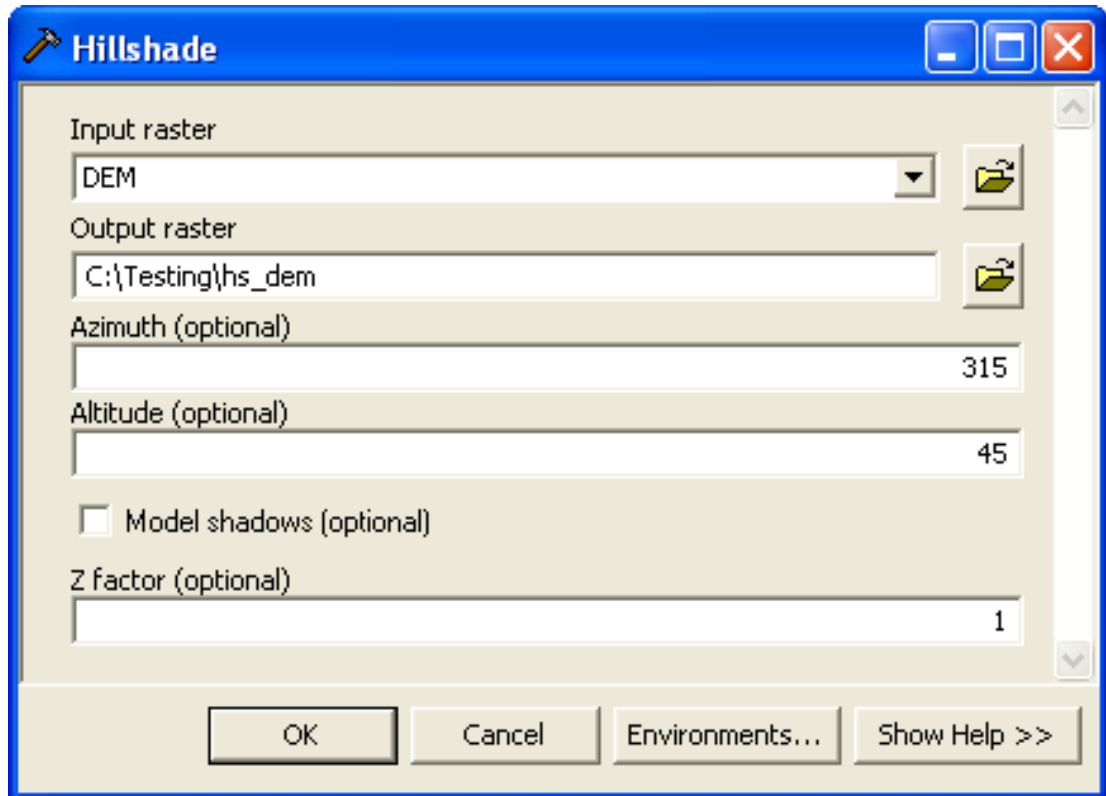 Hillshade
Input raster
DEM
Output raster
C:\Testing\hs_dem
Azimuth (optional)
315
Altitude (optional)
45
Model shadows (optional)
Z factor (optional)
1
OK Cancel Environments... Show Help >>